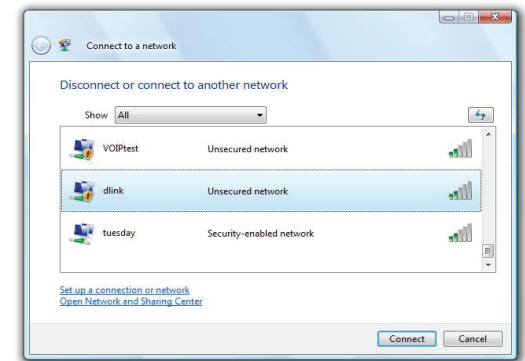 Connect to a network
Disconnect or connect to another network
Show All
VOIPtest Unsecured network
dlink Unsecured network
tuesday Security-enabled network
Set up a connection or network
Open Network and Sharing Center
Connect Cancel